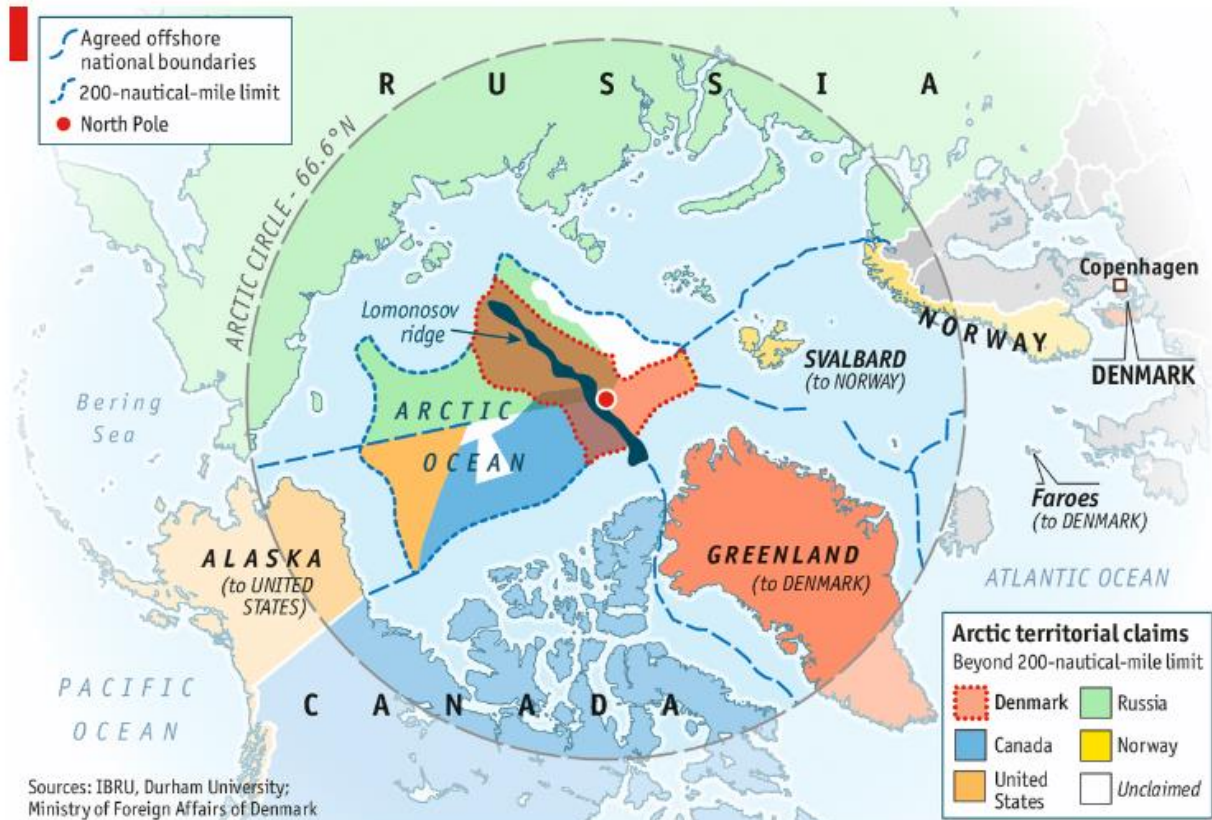 Agreed offshore
national boundaries
200-nautical-mile limit
North Pole
R U S S I A
ARCTIC CIRCLE - 66.6°N
Lomonosov
ridge
Copenhagen
NORWAY
DENMARK
SVALBARD
(to NORWAY)
Bering
Sea
ARCTIC
OCEAN
Faroes
(to DENMARK)
ALASKA
(to UNITED
STATES)
GREENLAND
(to DENMARK)
ATLANTIC OCEAN
PACIFIC
OCEAN
C A N A D A
Arctic territorial claims
Beyond 200-nautical-mile limit
Denmark
Russia
Canada
Norway
United
States
Unclaimed
Sources: IBRU, Durham University;
Ministry of Foreign Affairs of Denmark